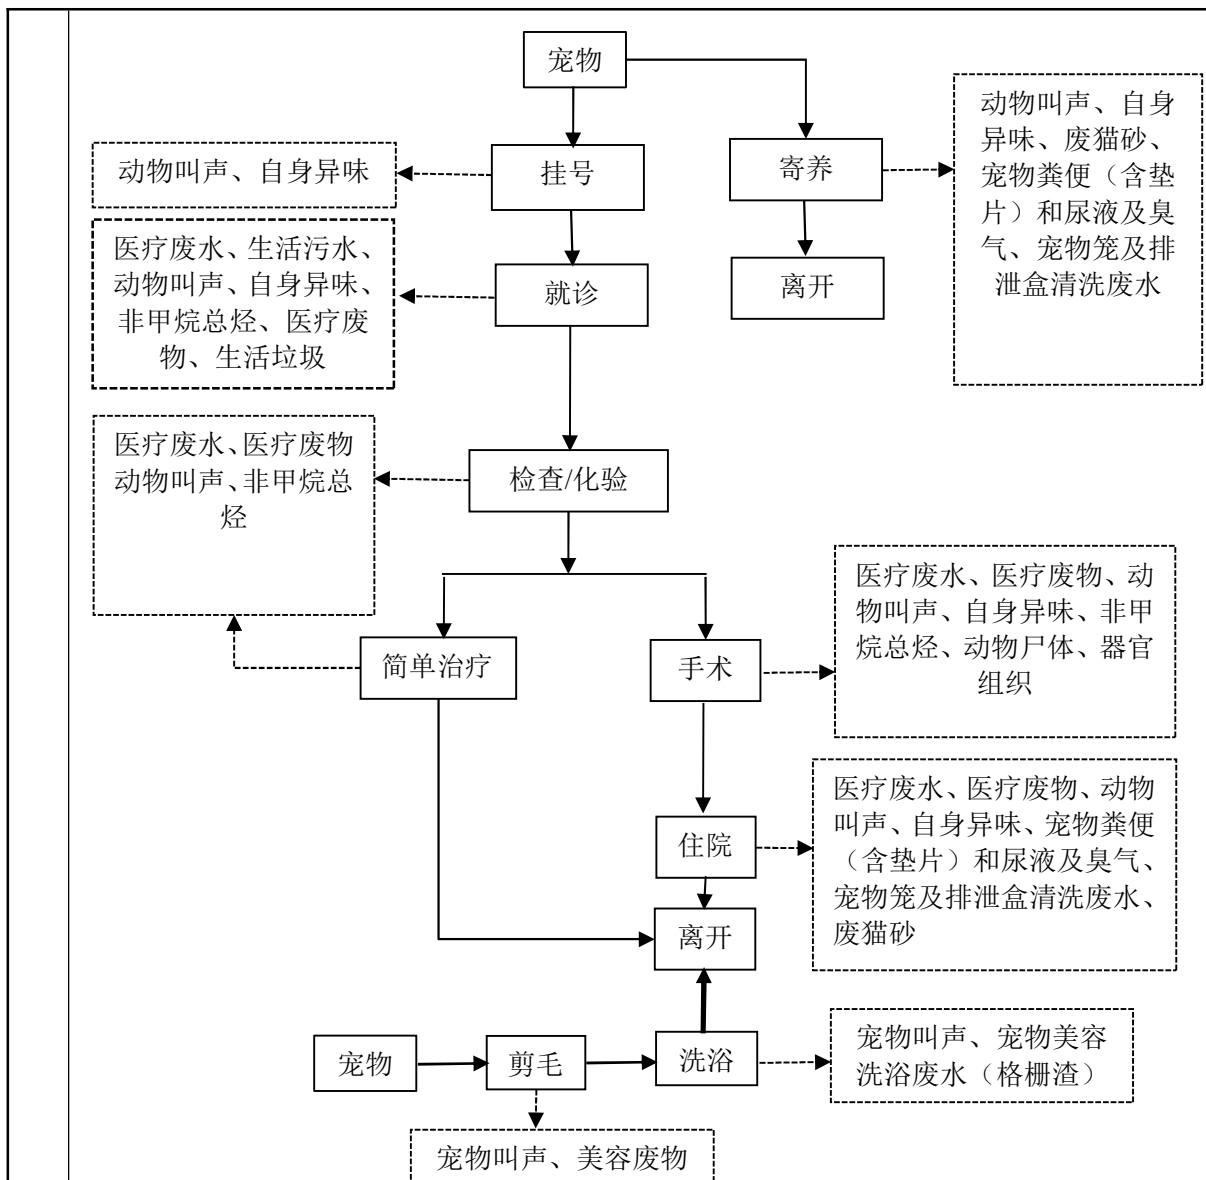 宠物
动物叫声、自身
异味、废猫砂、
宠物粪便（含垫
片）和尿液及臭
气、宠物笼及排
泄盒清洗废水
动物叫声、自身异味
挂号
寄养
医疗废水、生活污水、
动物叫声、自身异味、
非甲烷总烃、医疗废
物、生活垃圾
就诊
离开
医疗废水、医疗废物
动物叫声、非甲烷总
烃
检查/化验
医疗废水、医疗废物、动
物叫声、自身异味、非甲
烷总烃、动物尸体、器官
组织
简单治疗
手术
医疗废水、医疗废物、动物
叫声、自身异味、宠物粪便
（含垫片）和尿液及臭气、
宠物笼及排泄盒清洗废水、
废猫砂
住院
离开
宠物
剪毛
洗浴
宠物叫声、宠物美容
洗浴废水（格栅渣）
宠物叫声、美容废物